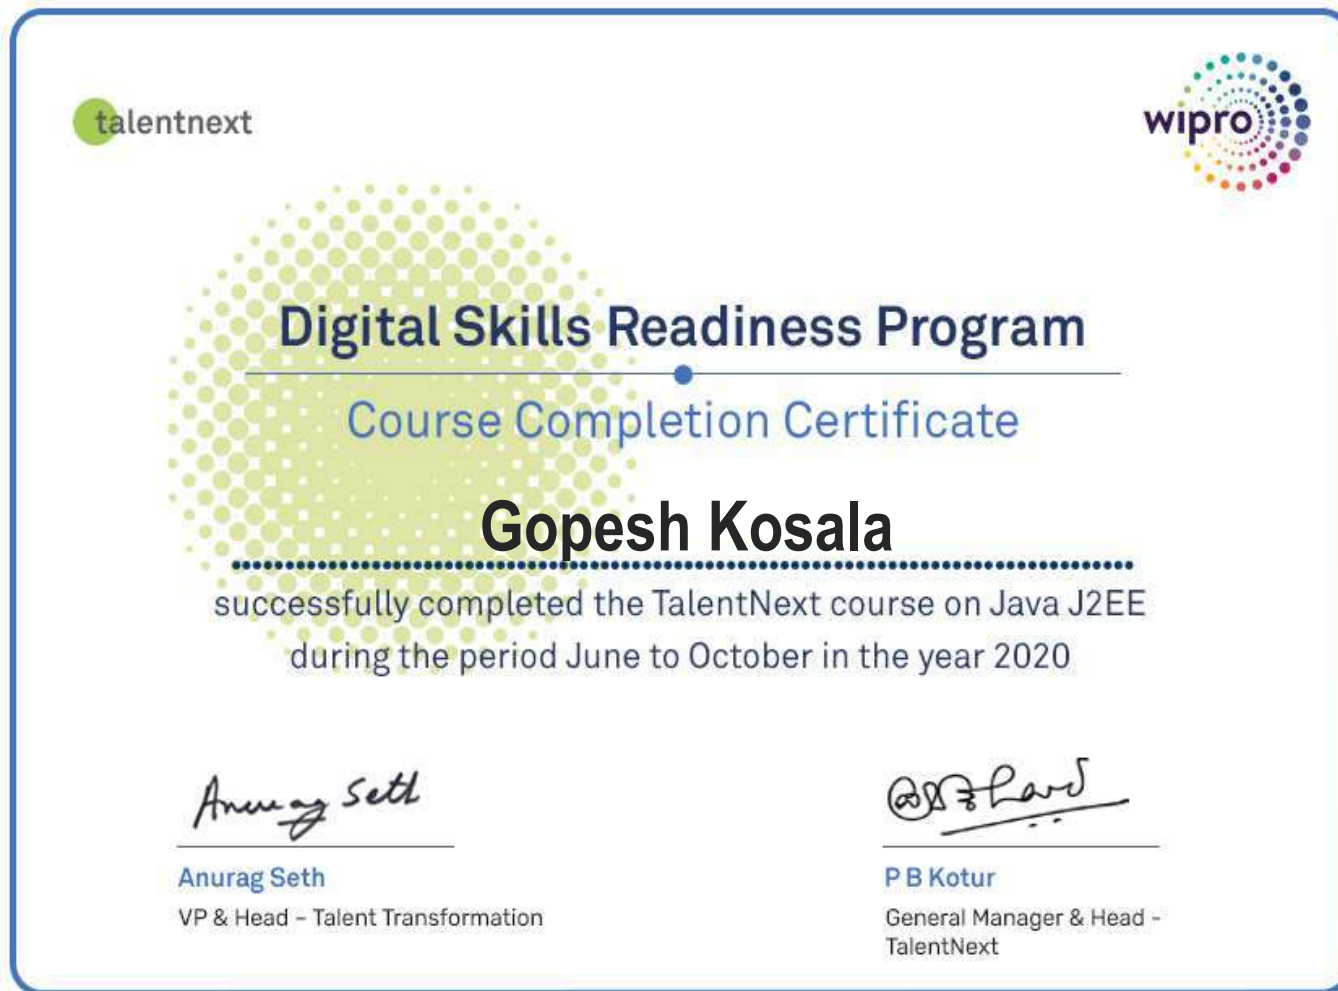 talentnext
wipro
Digital Skills Readiness Program
Course Completion Certificate
Gopesh Kosala
successfully completed the TalentNext course on Java J2EE
during the period June to October in the year 2020
Anurag Seth
Anurag Seth
VP & Head – Talent Transformation
P B Kotur
General Manager & Head -
TalentNext